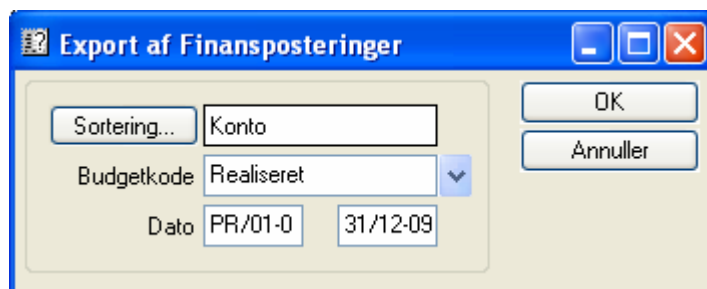 Export af Finansposteringer
Sortering... Konto
OK
Annuller
Budgetkode Realiseret
Dato PR/01-0 31/12-09